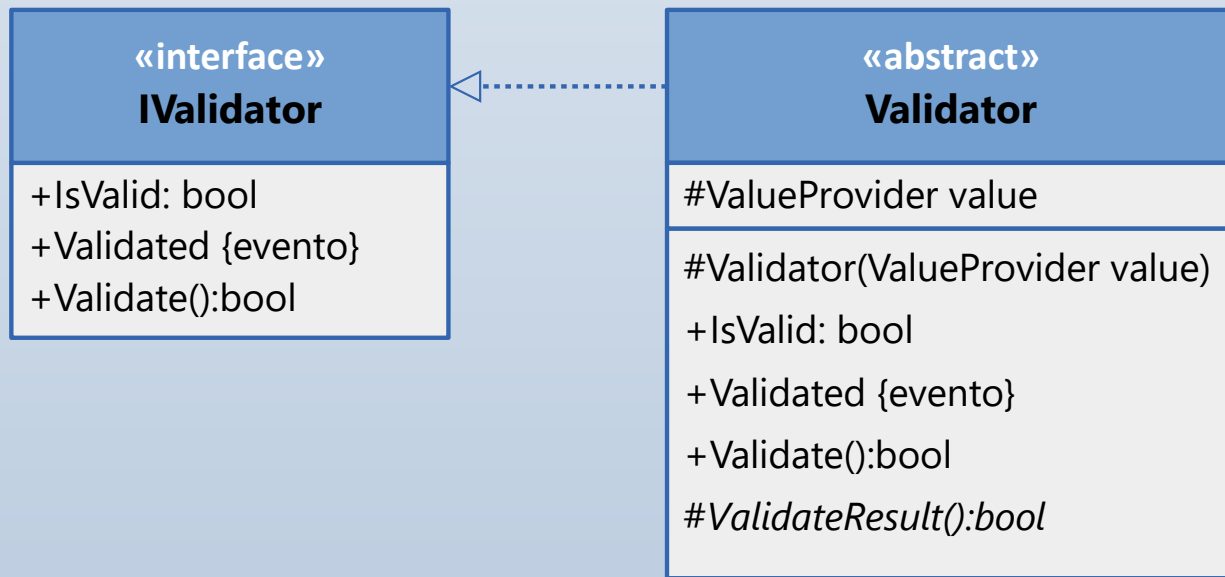 «interface»
IValidator
+IsValid: bool
+Validated {evento}
+Validate():bool
«abstract»
Validator
#ValueProvider value
#Validator(ValueProvider value)
+IsValid: bool
+Validated {evento}
+Validate():bool
#ValidateResult():bool